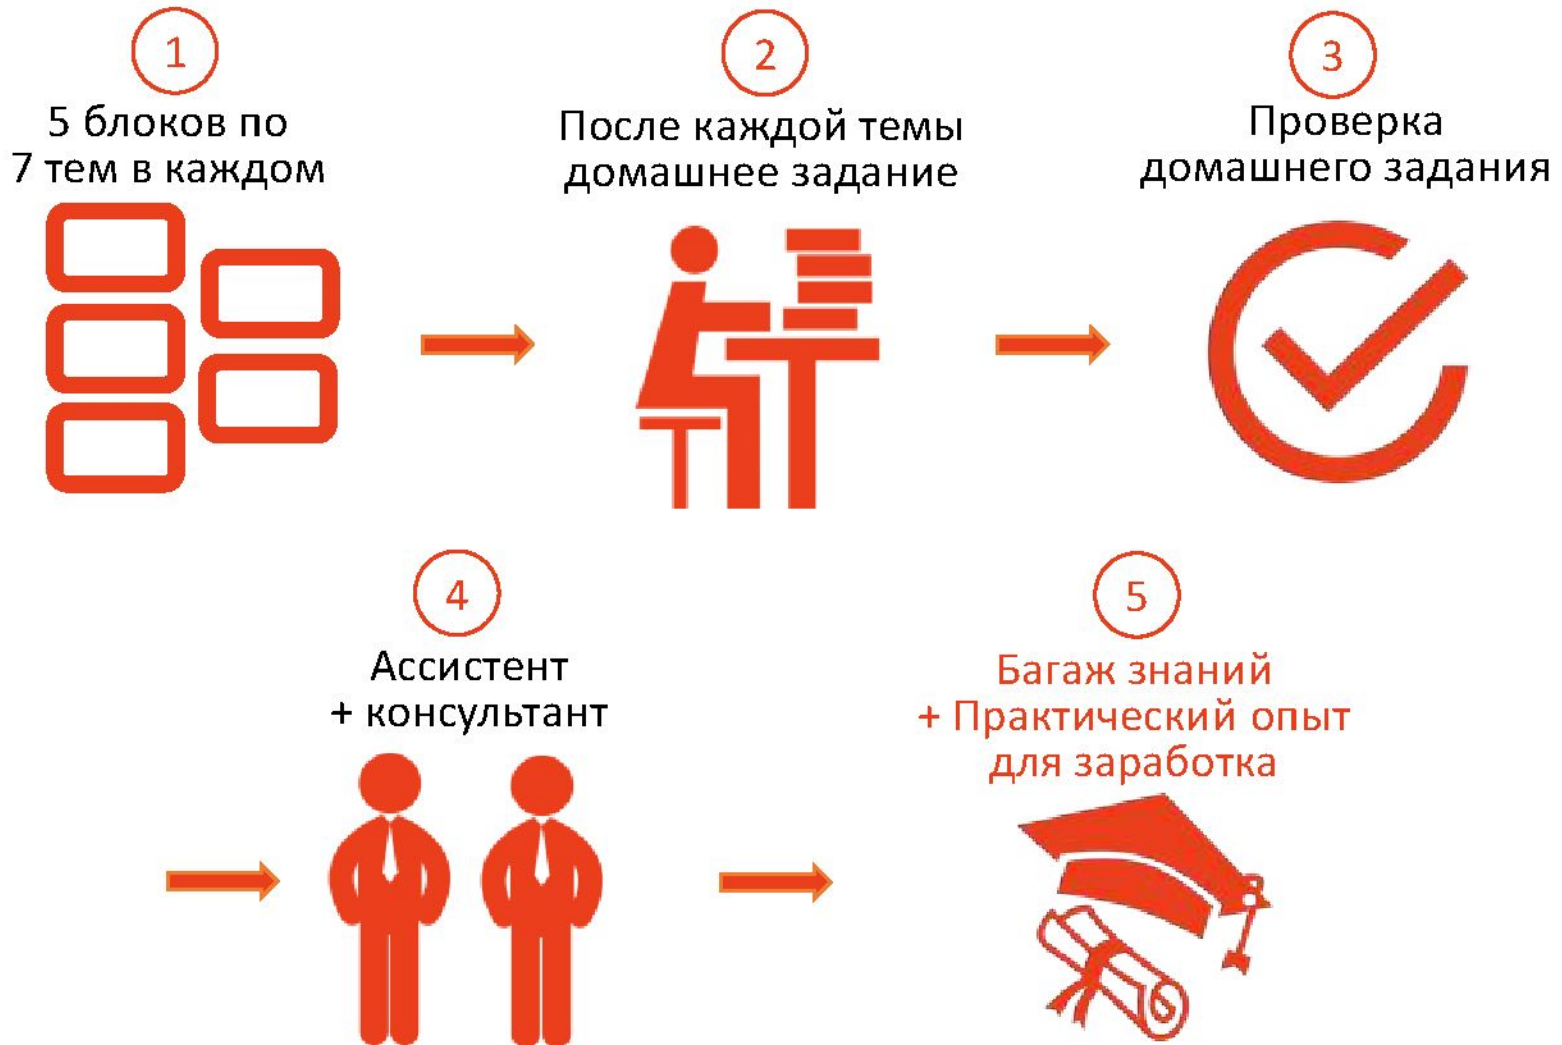 1
5 блоков по
7 тем в каждом
2
После каждой темы
домашнее задание
3
Проверка
домашнего задания
4
Ассистент
+ консультант
5
Багаж знаний
+ Практический опыт
для заработка